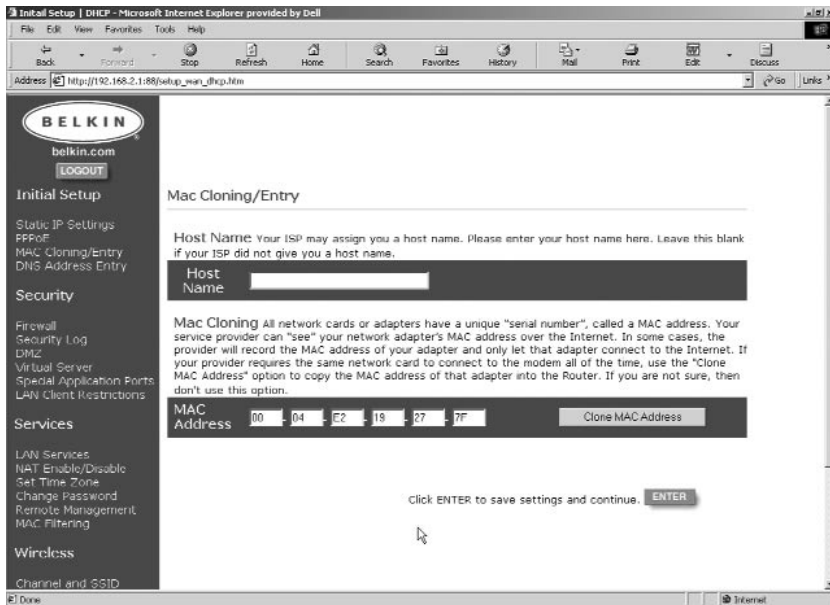 Initail Setup | DHCP - Microsoft Internet Explorer provided by Dell
File Edit View Favorites Tools Help
Back Forward Stop Refresh Home Search Favorites History Mail Print Edit Discuss
Address http://192.168.2.1:88/setup_wan_dhcp.htm Go Links
BELKIN
belkin.com
LOGOUT
Initial Setup
Static IP Settings
PPPoE
MAC Cloning/Entry
DNS Address Entry
Security
Firewall
Security Log
DMZ
Virtual Server
Special Application Ports
LAN Client Restrictions
Services
LAN Services
NAT Enable/Disable
Set Time Zone
Change Password
Remote Management
MAC Filtering
Wireless
Channel and SSID
Mac Cloning/Entry
Host Name Your ISP may assign you a host name. Please enter your host name here. Leave this blank
if your ISP did not give you a host name.
Host
Name
Mac Cloning All network cards or adapters have a unique "serial number", called a MAC address. Your
service provider can "see" your network adapter's MAC address over the Internet. In some cases, the
provider will record the MAC address of your adapter and only let that adapter connect to the Internet. If
your provider requires the same network card to connect to the modem all of the time, use the "Clone
MAC Address" option to copy the MAC address of that adapter into the Router. If you are not sure, then
don't use this option.
MAC
Address 00 . 04 . E2 . 19 . 27 . 7F Clone MAC Address
Click ENTER to save settings and continue. ENTER
Done Internet